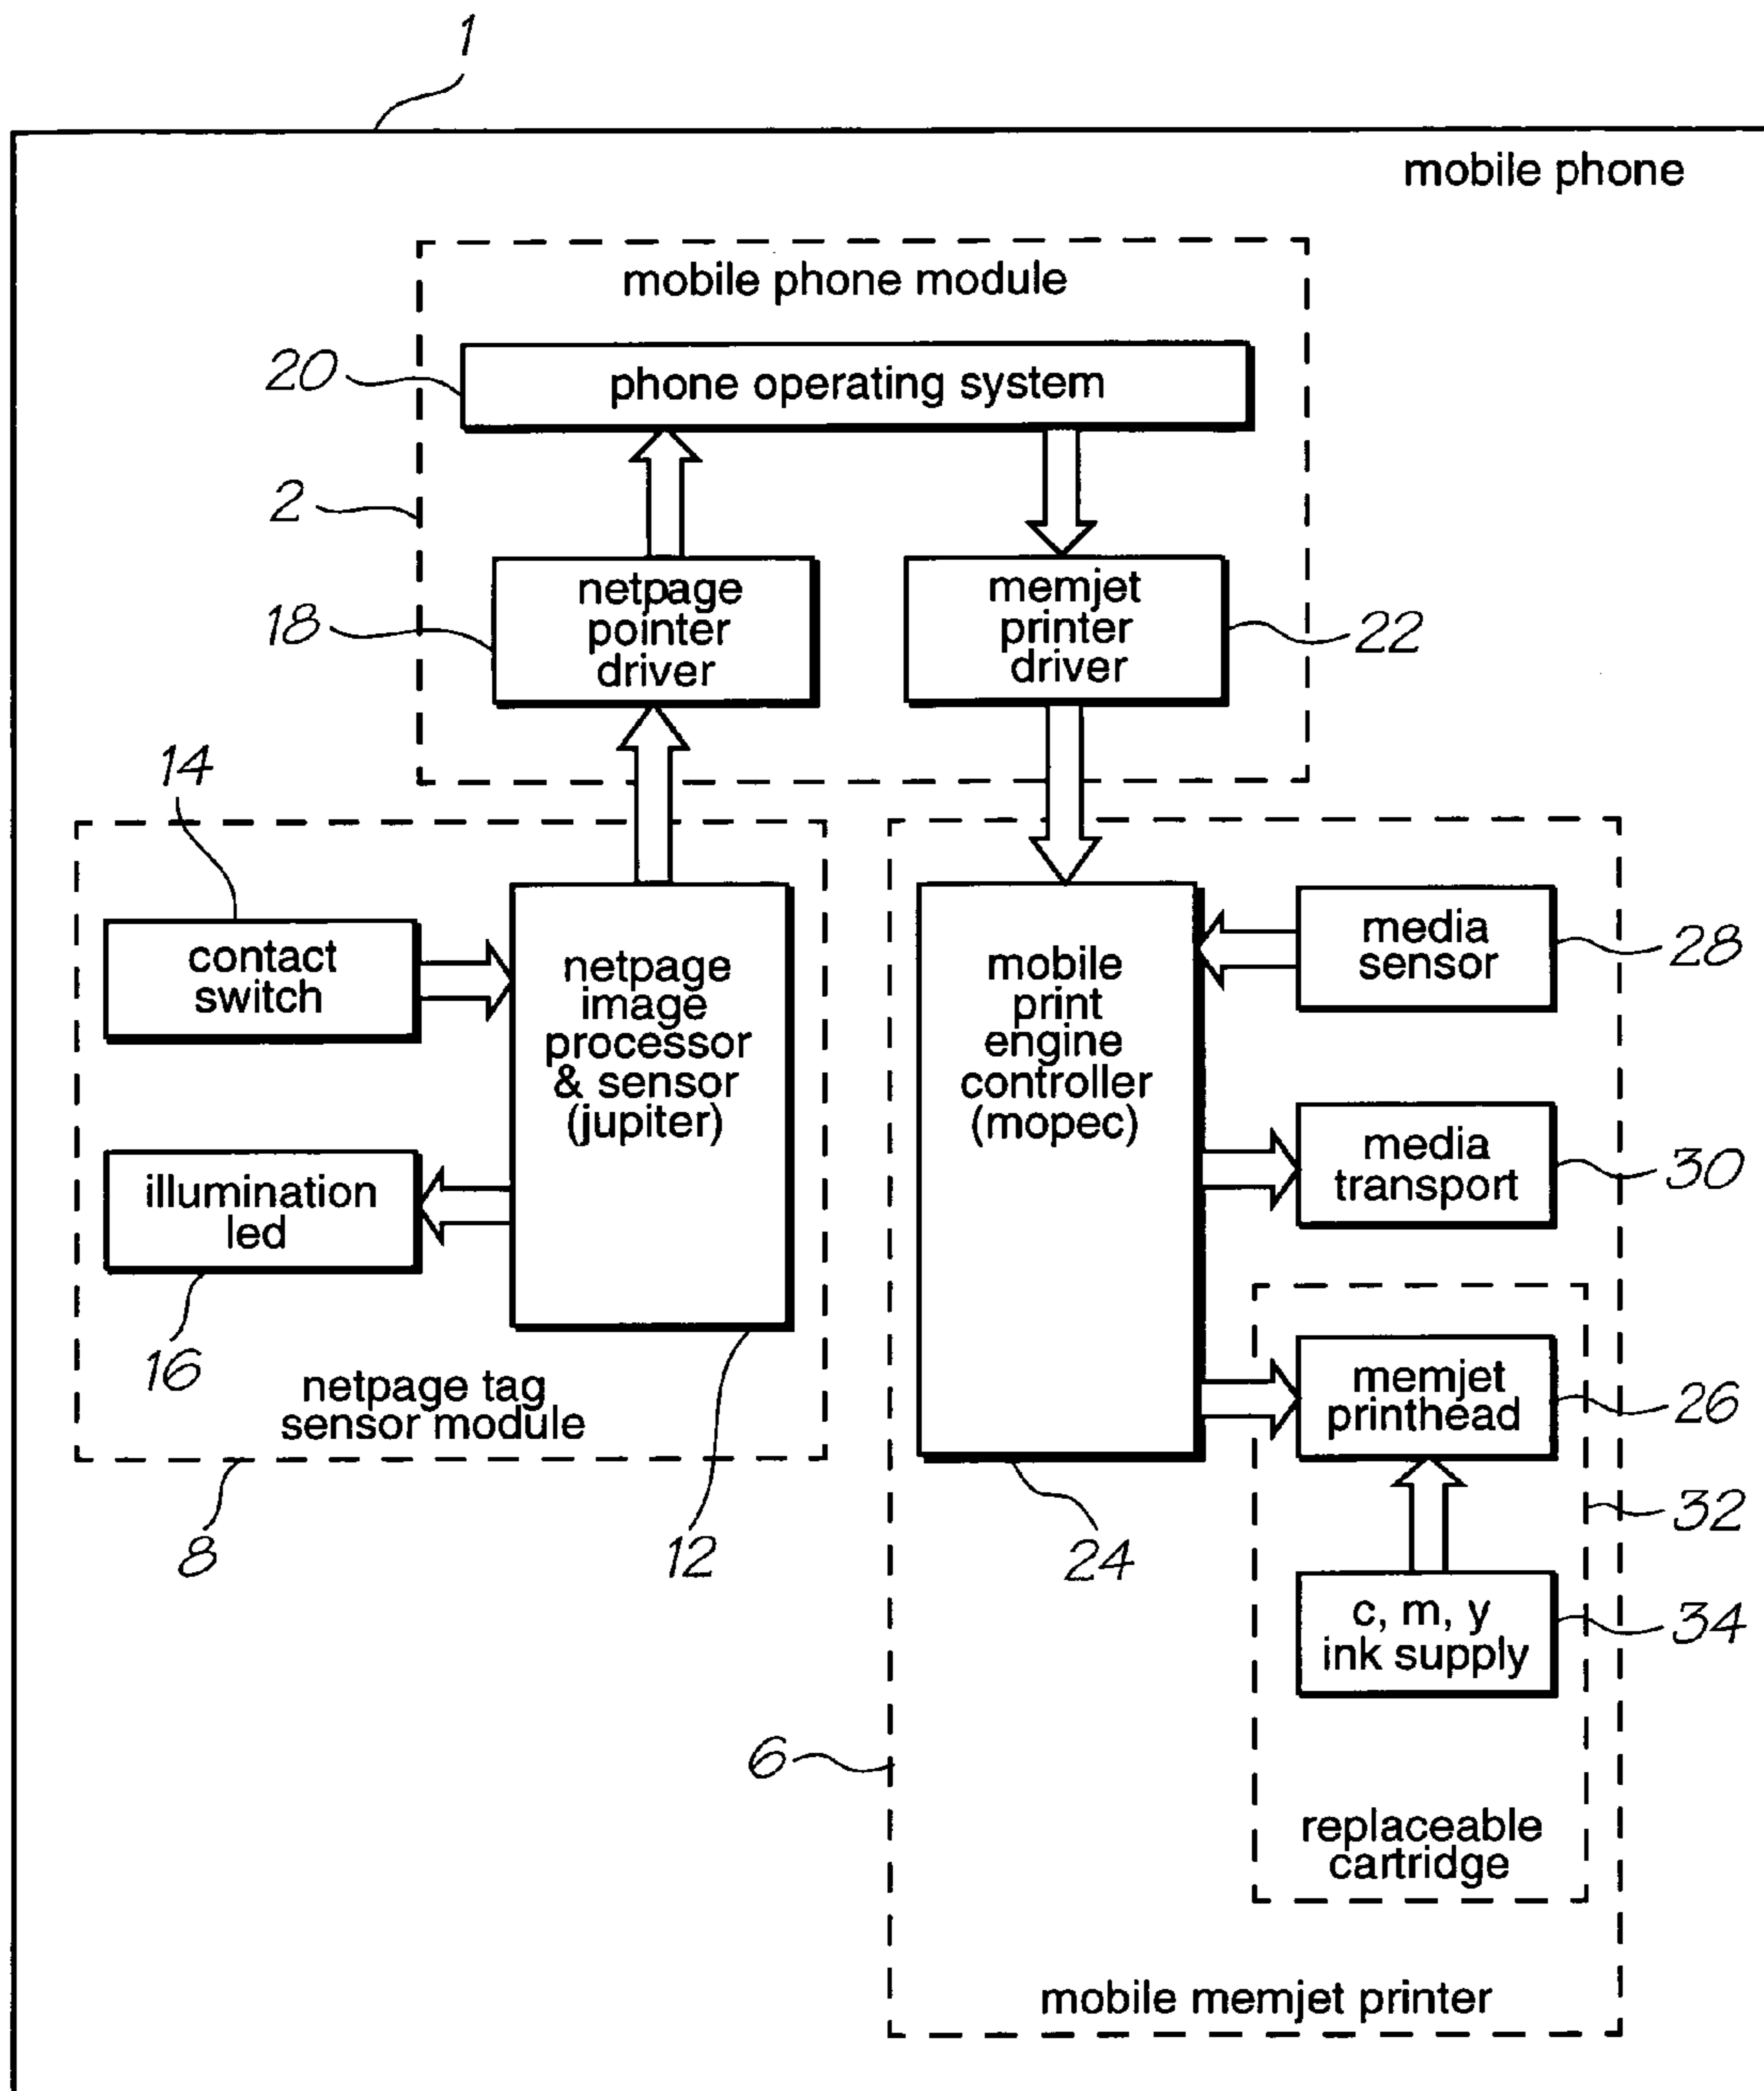 1
mobile phone
mobile phone module
20
phone operating system
2
18
netpage
pointer
driver
memjet
printer
driver
22
14
contact
switch
netpage
image
processor
& sensor
(jupiter)
illumination
led
16
netpage tag
sensor module
8
12
mobile
print
engine
controller
(mopec)
media
sensor
28
media
transport
30
memjet
printhead
26
32
24
c, m, y
ink supply
34
6
replaceable
cartridge
mobile memjet printer